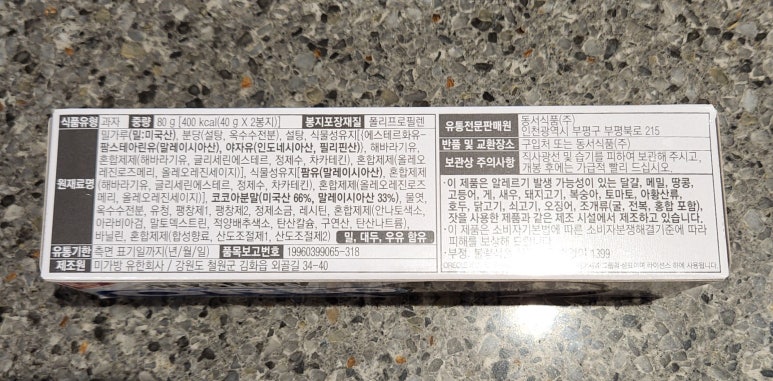 식품유형 과자 중량 80 g [400 kcal(40 g X 2봉지)] 봉지포장재질 폴리프로필렌
원재료명
밀가루(밀:미국산), 분당(설탕, 옥수수전분), 설탕, 식물성유지[{에스테르화유-
팜스테아린유(말레이시아산), 야자유(인도네시아산, 필리핀산)}, 해바라기유,
혼합제제(해바라기유, 글리세린에스테르, 정제수, 차카테킨), 혼합제제(올레오
레진로즈메리, 올레오레진세이지)], 식물성유지[팜유(말레이시아산), 혼합제제
(해바라기유, 글리세린에스테르, 정제수, 차카테킨), 혼합제제(올레오레진로즈
메리, 올레오레진세이지)], 코코아분말(미국산 66%, 말레이시아산 33%), 물엿,
옥수수전분, 유청, 팽창제1, 팽창제2, 정제소금, 레시틴, 혼합제제(안나토색소,
아라비아검, 말토덱스트린, 적양배추색소, 구연산, 탄산칼슘, 탄산나트륨),
바닐린, 혼합제제(합성향료, 산도조절제1, 산도조절제2) 밀, 대두, 우유 함유
유통기한 측면 표기일까지(년/월/일) 품목보고번호 19960399065-318
제조원 미가방 유한회사 / 강원도 철원군 김화읍 외골길 34-40
유통전문판매원 동서식품(주)
인천광역시 부평구 부평북로 215
반품 및 교환장소 구입처 또는 동서식품(주)
보관상 주의사항 직사광선 및 습기를 피하여 보관해 주시고,
개봉 후에는 가급적 빨리 드십시오.
·이 제품은 알레르기 발생 가능성이 있는 달걀, 메밀, 땅콩,
고등어, 게, 새우, 돼지고기, 복숭아, 토마토, 아황산류,
호두, 닭고기, 쇠고기, 오징어, 조개류(굴, 전복, 홍합 포함),
잣을 사용한 제품과 같은 제조 시설에서 제조하고 있습니다.
·이 제품은 소비자기본법에 따른 소비자분쟁해결기준에 따라
피해를 보상해
·부정, 불량식품 1399
라이센스 하에 사용됩니다.